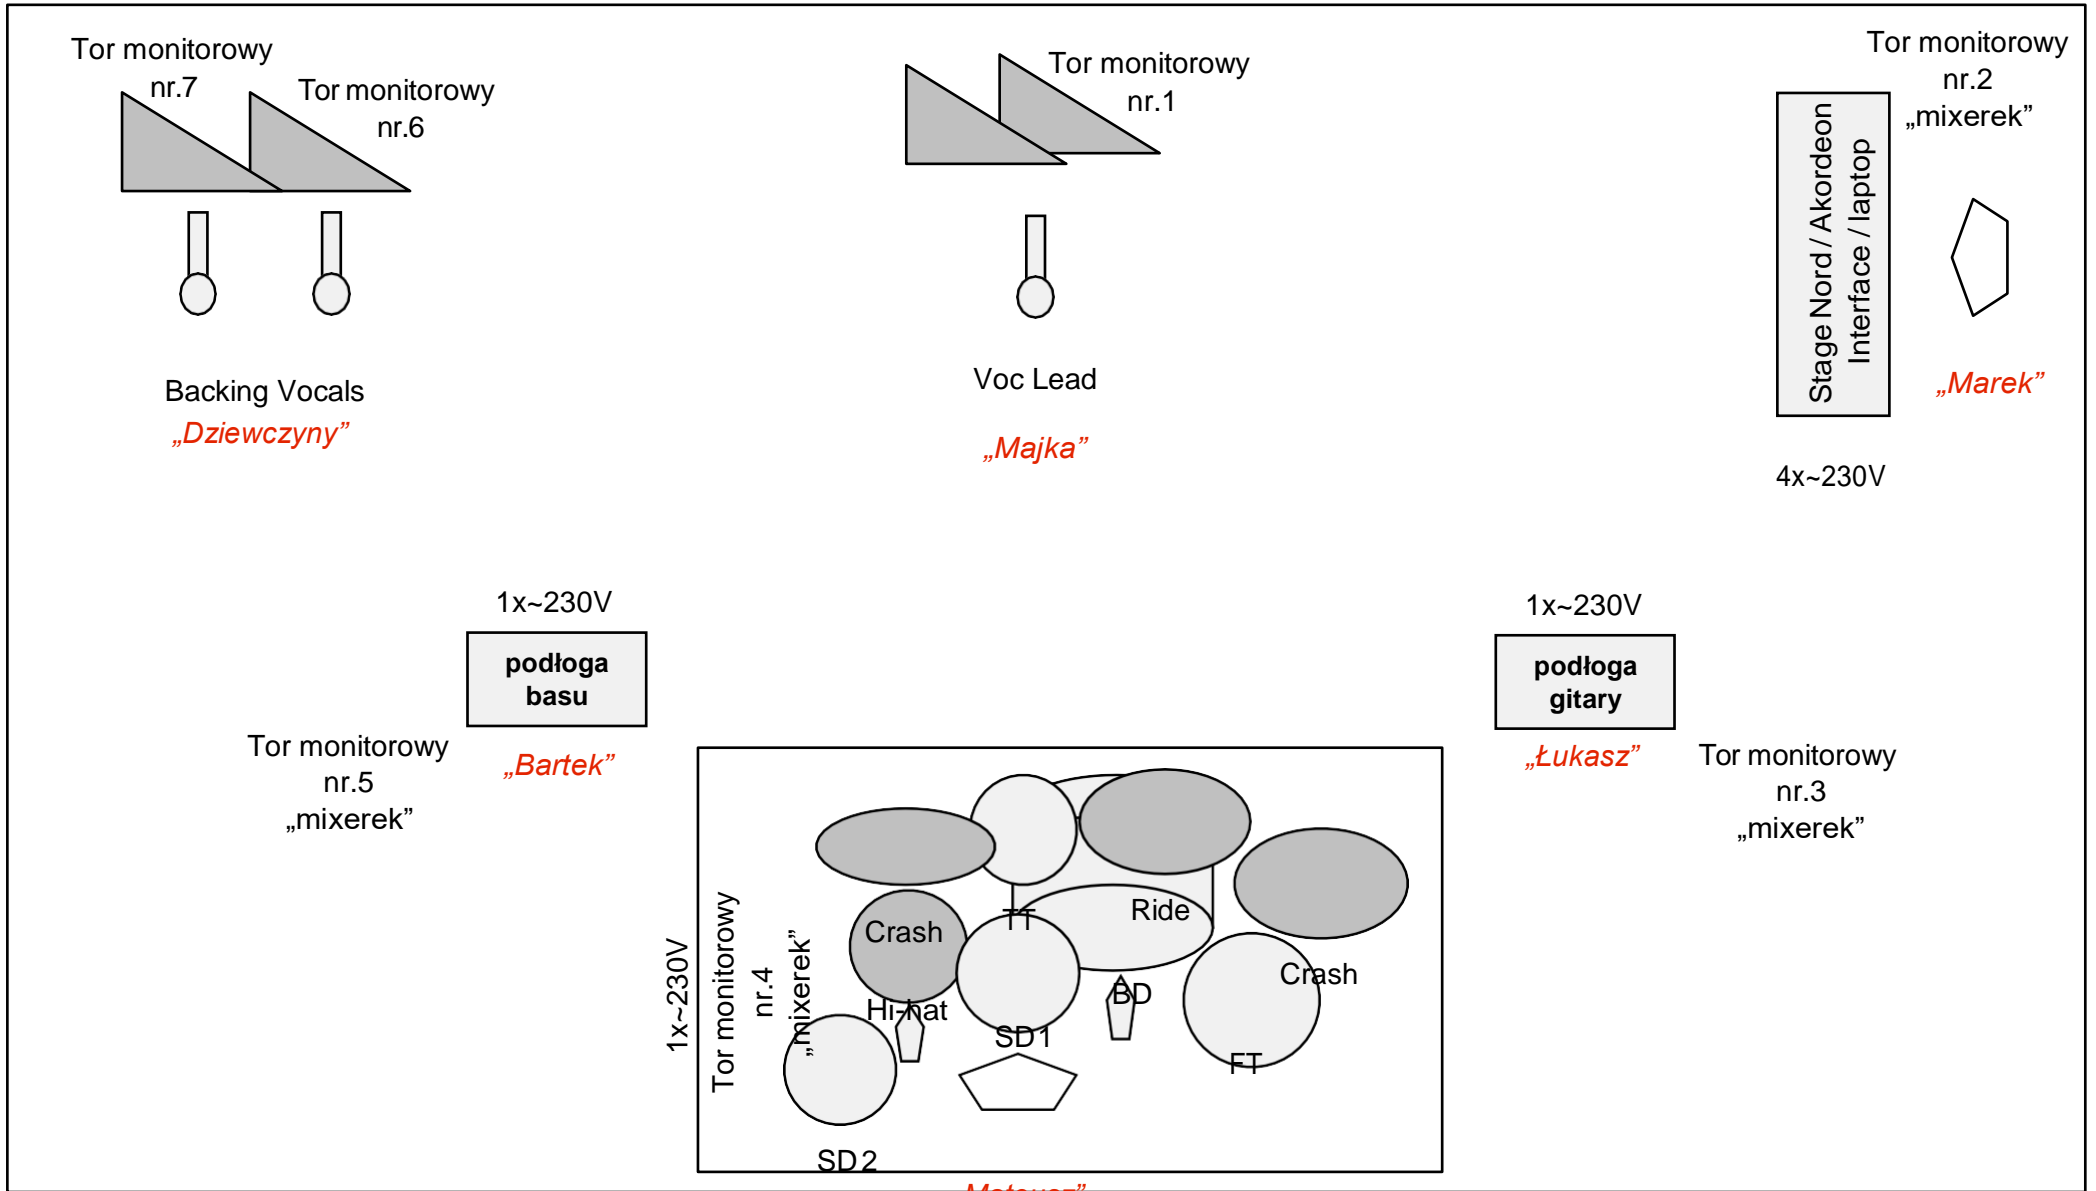 Tor monitorowy
nr.7
Tor monitorowy
nr.6
Tor monitorowy
nr.1
Tor monitorowy
nr.2
„mixerek”
Stage Nord / Akordeon
Interface / laptop
Backing Vocals
„Dziewczyny”
Voc Lead
„Majka”
„Marek”
4x~230V
1x~230V
podłoga
basu
„Bartek”
Tor monitorowy
nr.5
„mixerek”
1x~230V
podłoga
gitary
„Łukasz”
Tor monitorowy
nr.3
„mixerek”
1x~230V
Tor monitorowy
nr.4
„mixerek”
Crash
TT
Ride
Crash
Hi-hat
BD
SD1
FT
SD2
Mateusz”